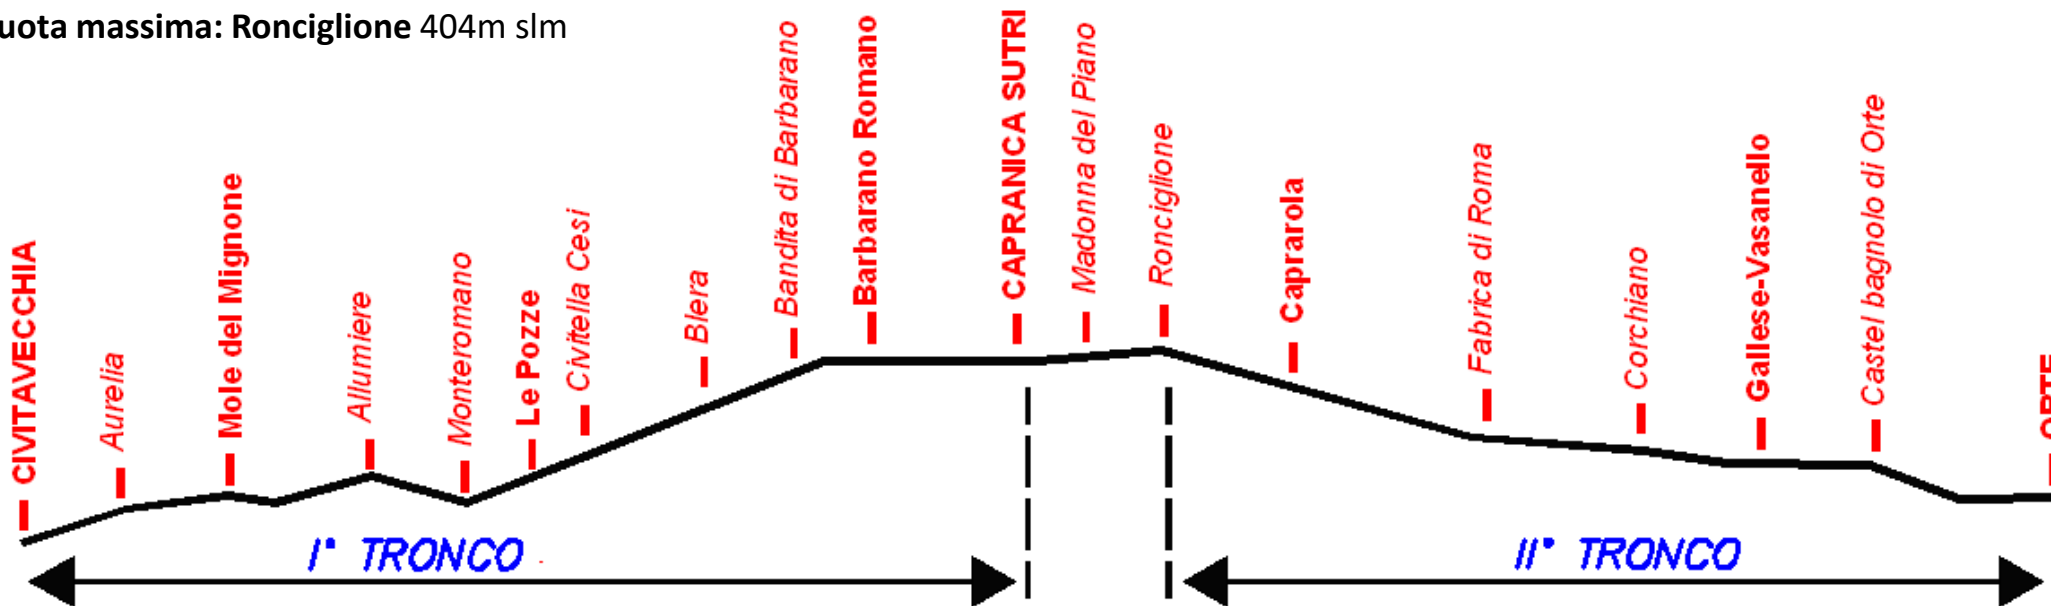 uota massima: Ronciglione 404m slm
CIVITAVECCHIA
Aurelia
Mole del Mignone
Allumiere
Monteromano
Le Pozze
Civitella Cesi
Blera
Bandita di Barbarano
Barbarano Romano
CAPRANICA SUTRI
Madonna del Piano
Ronciglione
Caprarola
Fabrica di Roma
Corchiano
Gallese-Vasanello
Castel bagnolo di Orte
ORTE
I° TRONCO
II° TRONCO